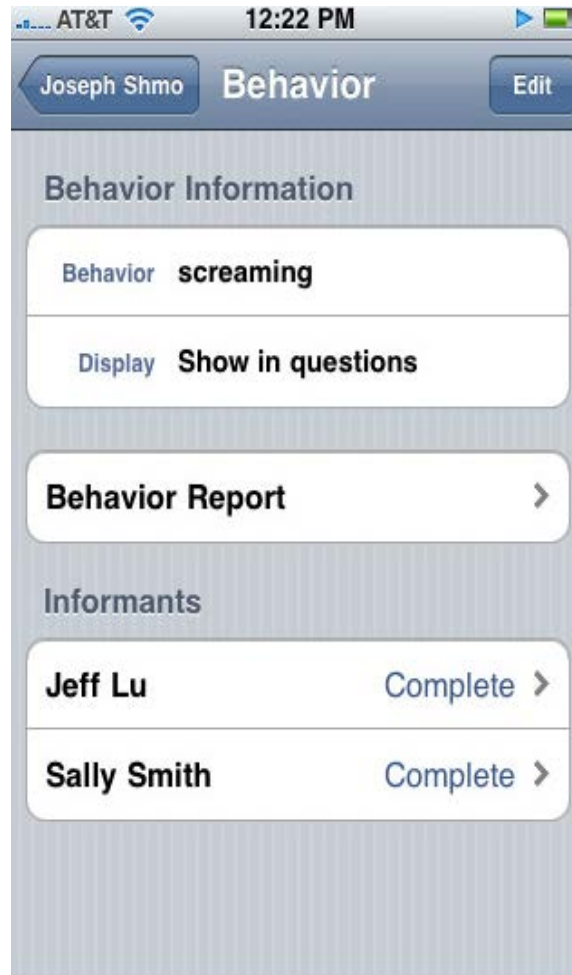 AT&T 12:22 PM
Joseph Shmo Behavior Edit
Behavior Information
Behavior screaming
Display Show in questions
Behavior Report
Informants
Jeff Lu Complete
Sally Smith Complete